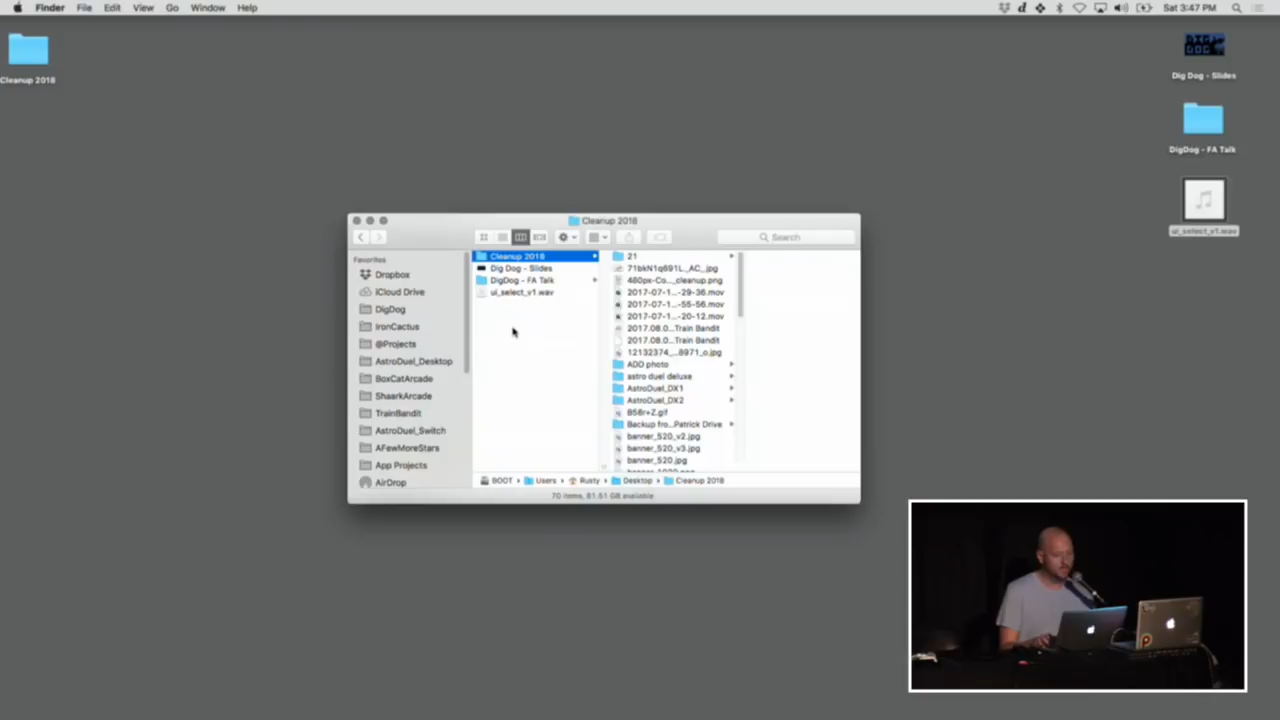 Finder File Edit View Go Window Help
Sat 3:47 PM
Cleanup 2018
Dig Dog - Slides
DigDog - FA Talk
ui_select_v1.wav
Cleanup 2018
Search
Favorites
Dropbox
iCloud Drive
DigDog
IronCactus
@Projects
AstroDuel_Desktop
BoxCatArcade
ShaarkArcade
TrainBandit
AstroDuel_Switch
AFewMoreStars
App Projects
AirDrop
Cleanup 2018
Dig Dog - Slides
DigDog - FA Talk
ui_select_v1.wav
21
71bkN1q691L._AC_.jpg
480px-Co..._cleanup.png
2017-07-1...-29-36.mov
2017-07-1...-55-56.mov
2017-07-1...-20-12.mov
2017.08.0...Train Bandit
2017.08.0...Train Bandit
12132374_...8971_o.jpg
ADD photo
astro duel deluxe
AstroDuel_DX1
AstroDuel_DX2
Backup fro...Patrick Drive
banner_520_v2.jpg
banner_520_v3.jpg
banner_520.jpg
BOOT › Users › Rusty › Desktop › Cleanup 2018
70 items, 81.51 GB available